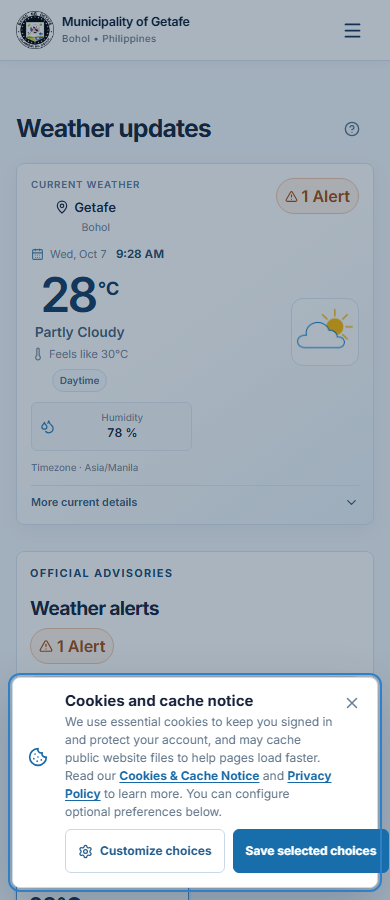 Municipality of Getafe
Bohol • Philippines
Weather updates
CURRENT WEATHER
1 Alert
Getafe
Bohol
Wed, Oct 7 9:28 AM
28°C
Partly Cloudy
Feels like 30°C
Daytime
Humidity
78 %
Timezone · Asia/Manila
More current details
OFFICIAL ADVISORIES
Weather alerts
1 Alert
Cookies and cache notice
We use essential cookies to keep you signed in
and protect your account, and may cache
public website files to help pages load faster.
Read our Cookies & Cache Notice and Privacy
Policy to learn more. You can configure
optional preferences below.
Customize choices
Save selected choices